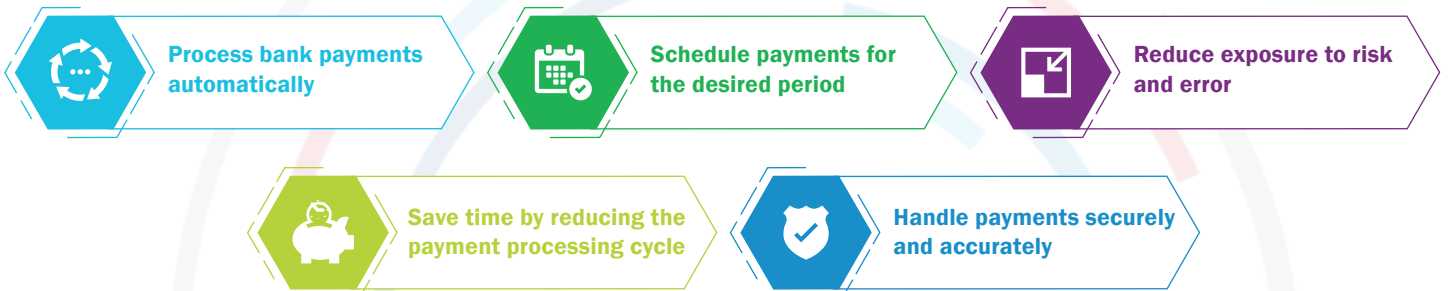 Process bank payments
automatically
Schedule payments for
the desired period
Reduce exposure to risk
and error
Save time by reducing the
payment processing cycle
Handle payments securely
and accurately